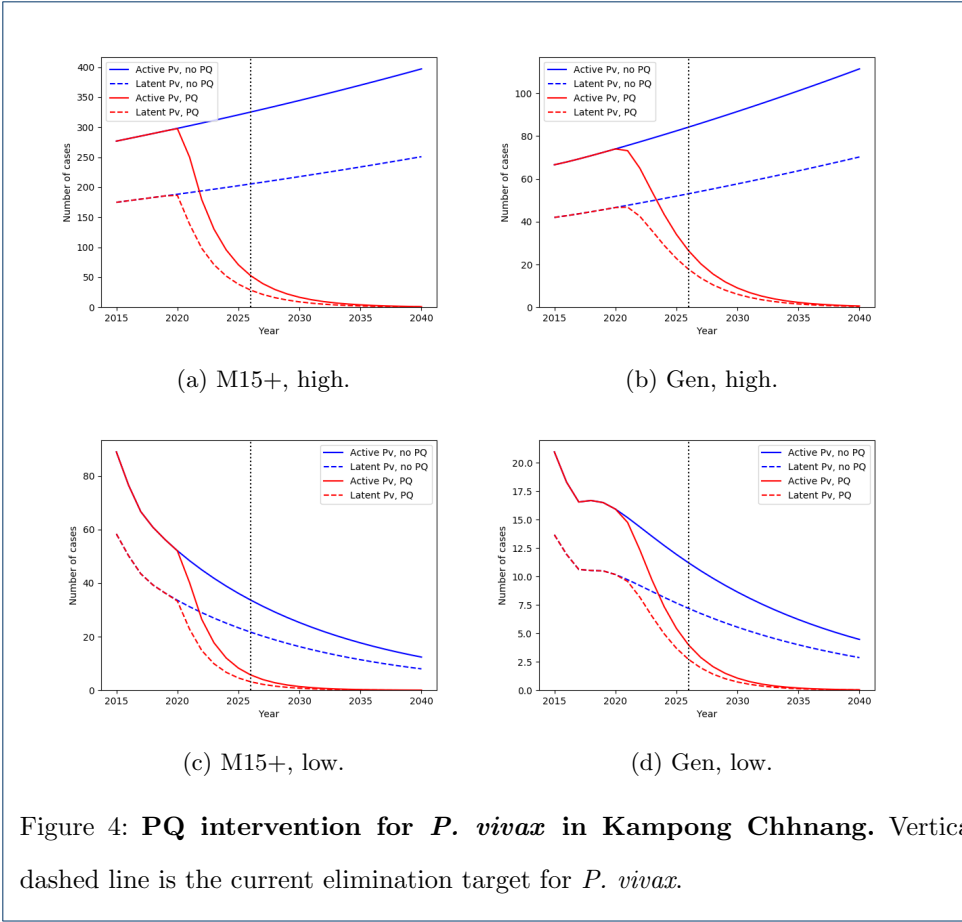 Active Pv, no PQ
Latent Pv, no PQ
Active Pv, PQ
Latent Pv, PQ
Number of cases
400
350
300
250
200
150
100
50
0
2015 2020 2025 2030 2035 2040
Year
(a) M15+, high.
Active Pv, no PQ
Latent Pv, no PQ
Active Pv, PQ
Latent Pv, PQ
Number of cases
100
80
60
40
20
0
2015 2020 2025 2030 2035 2040
Year
(b) Gen, high.
Active Pv, no PQ
Latent Pv, no PQ
Active Pv, PQ
Latent Pv, PQ
Number of cases
80
60
40
20
0
2015 2020 2025 2030 2035 2040
Year
(c) M15+, low.
Active Pv, no PQ
Latent Pv, no PQ
Active Pv, PQ
Latent Pv, PQ
Number of cases
20.0
17.5
15.0
12.5
10.0
7.5
5.0
2.5
0.0
2015 2020 2025 2030 2035 2040
Year
(d) Gen, low.
Figure 4: PQ intervention for P. vivax in Kampong Chhnang. Vertica
dashed line is the current elimination target for P. vivax.